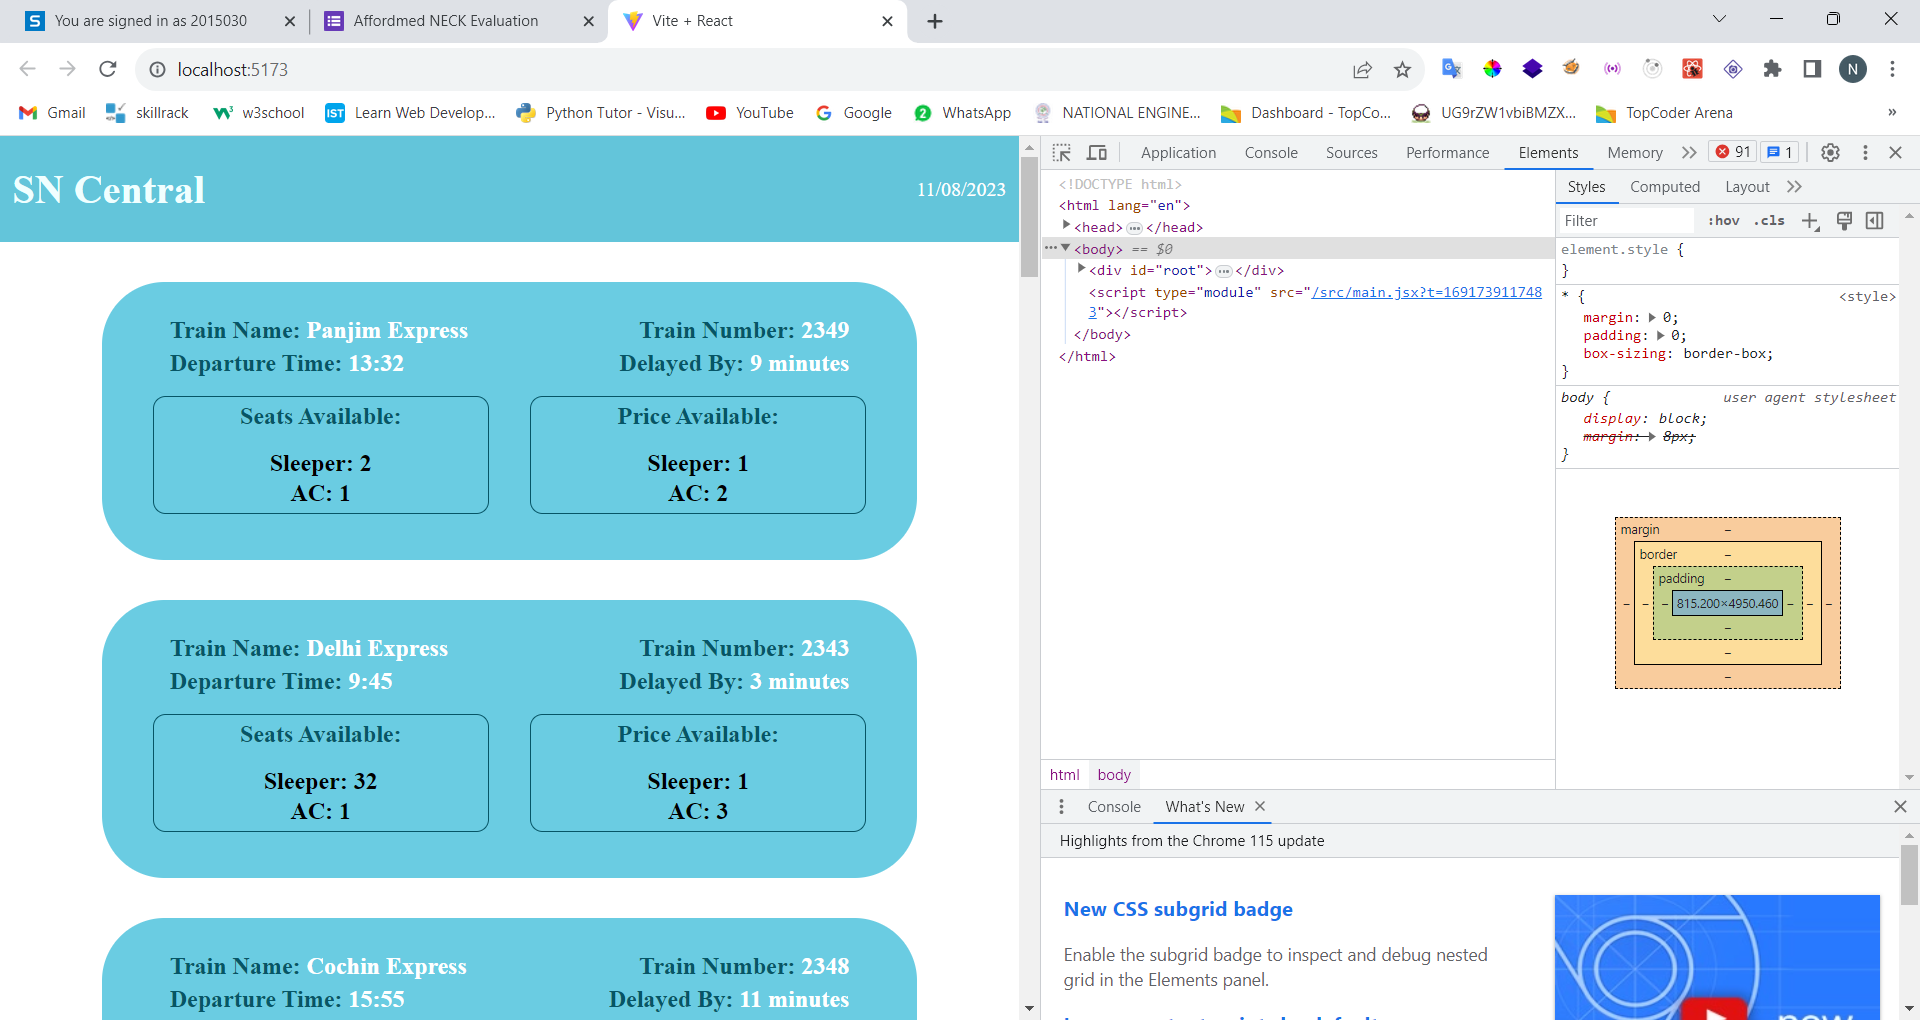 You are signed in as 2015030
Affordmed NECK Evaluation
Vite + React
localhost:5173
N
Gmail
skillrack
w3school
IST Learn Web Develop...
Python Tutor - Visu...
YouTube
Google
WhatsApp
NATIONAL ENGINE...
Dashboard - TopCo...
UG9rZW1vbiBMZX...
TopCoder Arena
»
SN Central
11/08/2023
Train Name: Panjim Express
Train Number: 2349
Departure Time: 13:32
Delayed By: 9 minutes
Seats Available:
Sleeper: 2
AC: 1
Price Available:
Sleeper: 1
AC: 2
Train Name: Delhi Express
Train Number: 2343
Departure Time: 9:45
Delayed By: 3 minutes
Seats Available:
Sleeper: 32
AC: 1
Price Available:
Sleeper: 1
AC: 3
Train Name: Cochin Express
Train Number: 2348
Departure Time: 15:55
Delayed By: 11 minutes
Application
Console
Sources
Performance
Elements
Memory
91
1
<!DOCTYPE html>
<html lang="en">
<head>…</head>
<body> == $0
<div id="root">…</div>
<script type="module" src="/src/main.jsx?t=169173911748
3"></script>
</body>
</html>
html
body
Styles
Computed
Layout
Filter
:hov
.cls
element.style {
}
* {
<style>
margin: 0;
padding: 0;
box-sizing: border-box;
}
body {
user agent stylesheet
display: block;
margin: 8px;
}
margin –
border –
padding –
– – – 815.200×4950.460 – – –
–
–
–
Console
What's New
Highlights from the Chrome 115 update
New CSS subgrid badge
Enable the subgrid badge to inspect and debug nested
grid in the Elements panel.
new